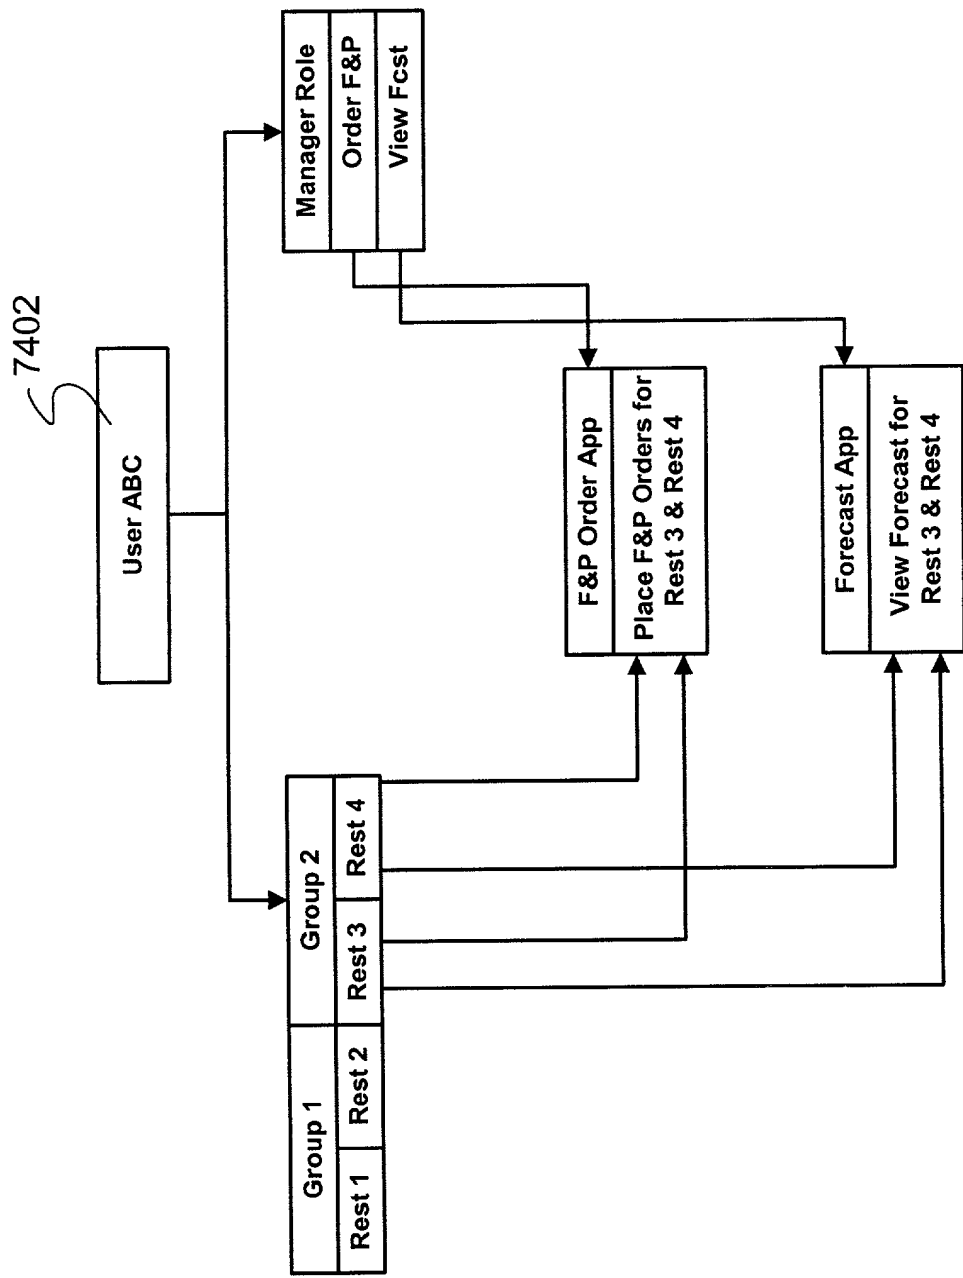 7402
User ABC
Group 1
Group 2
Rest 1
Rest 2
Rest 3
Rest 4
Manager Role
Order F&P
View Fcst
F&P Order App
Place F&P Orders for
Rest 3 & Rest 4
Forecast App
View Forecast for
Rest 3 & Rest 4